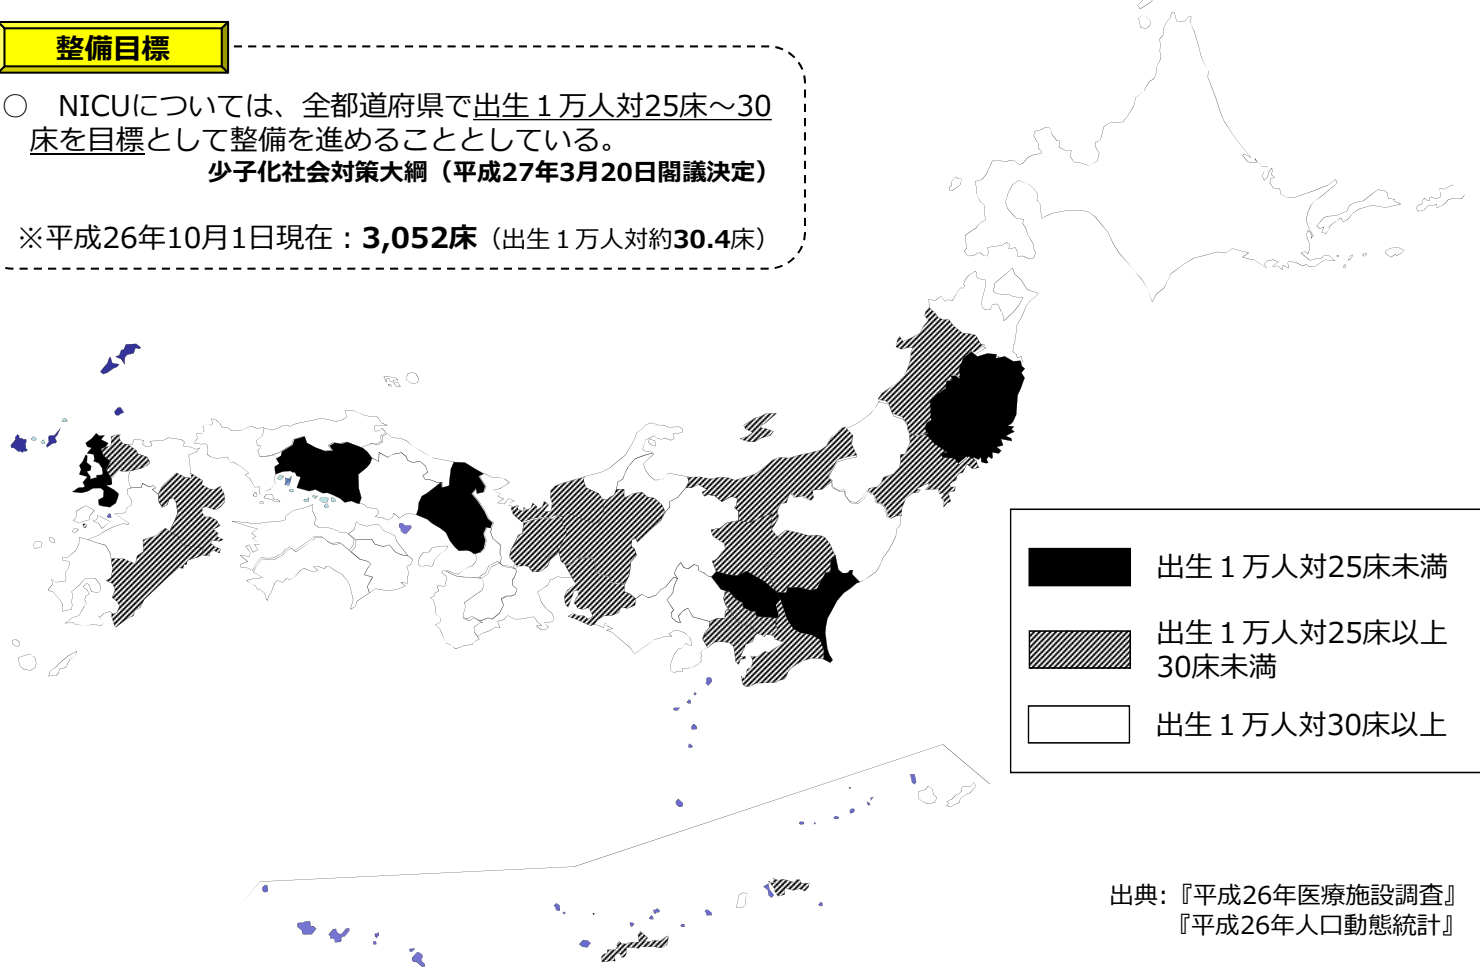 整備目標
○　NICUについては、全都道府県で出生１万人対25床～30
床を目標として整備を進めることとしている。
少子化社会対策大綱（平成27年3月20日閣議決定）
※平成26年10月1日現在：3,052床（出生１万人対約30.4床）
出生１万人対25床未満
出生１万人対25床以上
30床未満
出生１万人対30床以上
出典：『平成26年医療施設調査』
『平成26年人口動態統計』